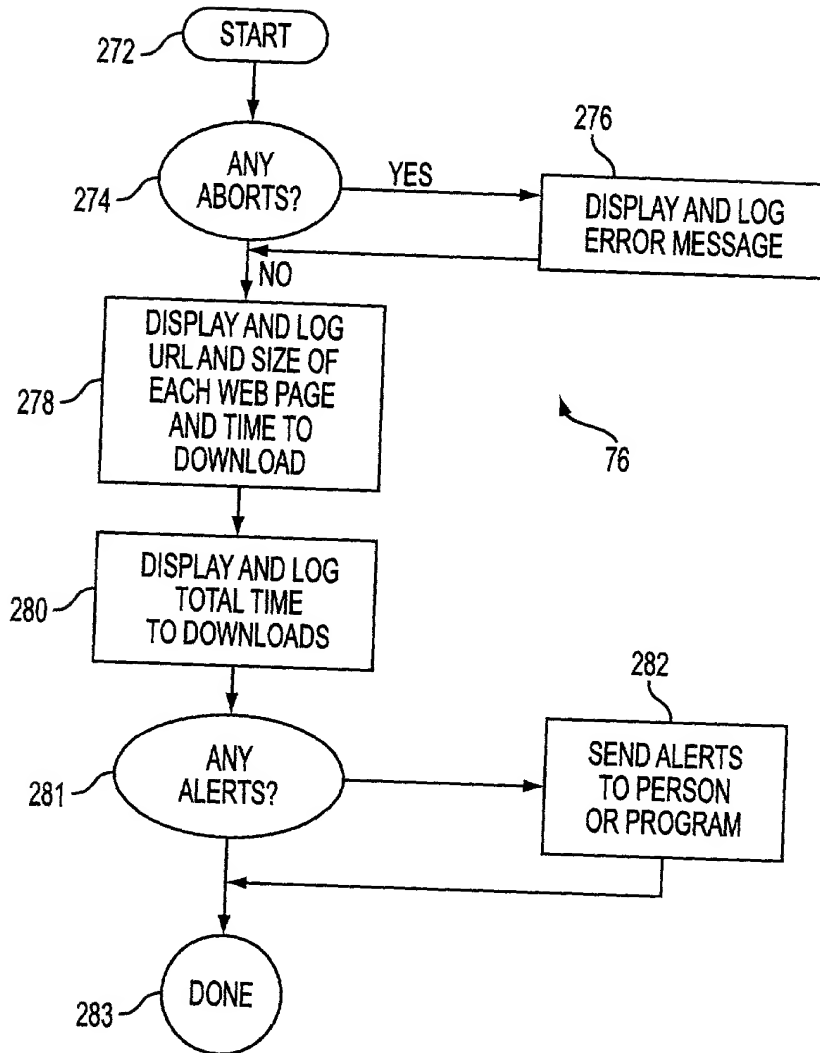 START
272
276
ANY
ABORTS?
274
YES
DISPLAY AND LOG
ERROR MESSAGE
NO
DISPLAY AND LOG
URL AND SIZE OF
EACH WEB PAGE
AND TIME TO
DOWNLOAD
278
76
DISPLAY AND LOG
TOTAL TIME
TO DOWNLOADS
280
282
ANY
ALERTS?
281
SEND ALERTS
TO PERSON
OR PROGRAM
DONE
283